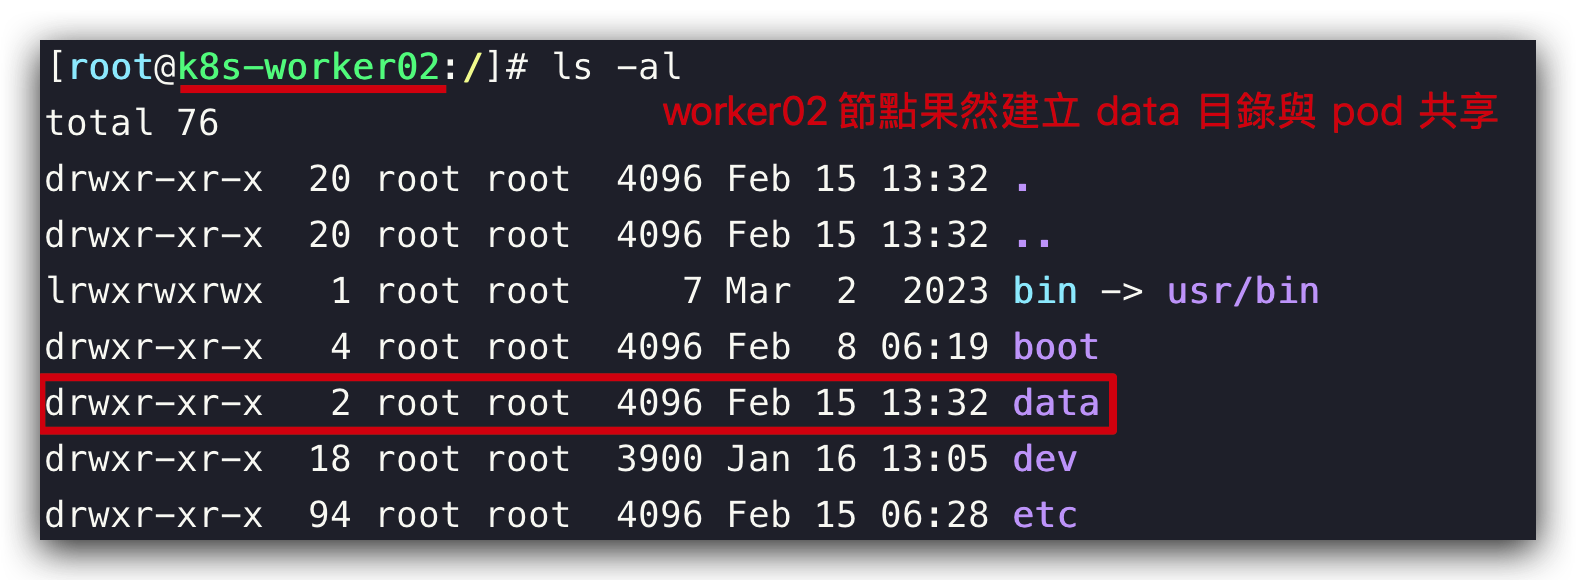 [root@k8s-worker02:/]# ls -al
total 76
worker02 節點果然建立 data 目錄與 pod 共享
drwxr-xr-x  20 root root  4096 Feb 15 13:32 .
drwxr-xr-x  20 root root  4096 Feb 15 13:32 ..
lrwxrwxrwx   1 root root     7 Mar  2  2023 bin -> usr/bin
drwxr-xr-x   4 root root  4096 Feb  8 06:19 boot
drwxr-xr-x   2 root root  4096 Feb 15 13:32 data
drwxr-xr-x  18 root root  3900 Jan 16 13:05 dev
drwxr-xr-x  94 root root  4096 Feb 15 06:28 etc